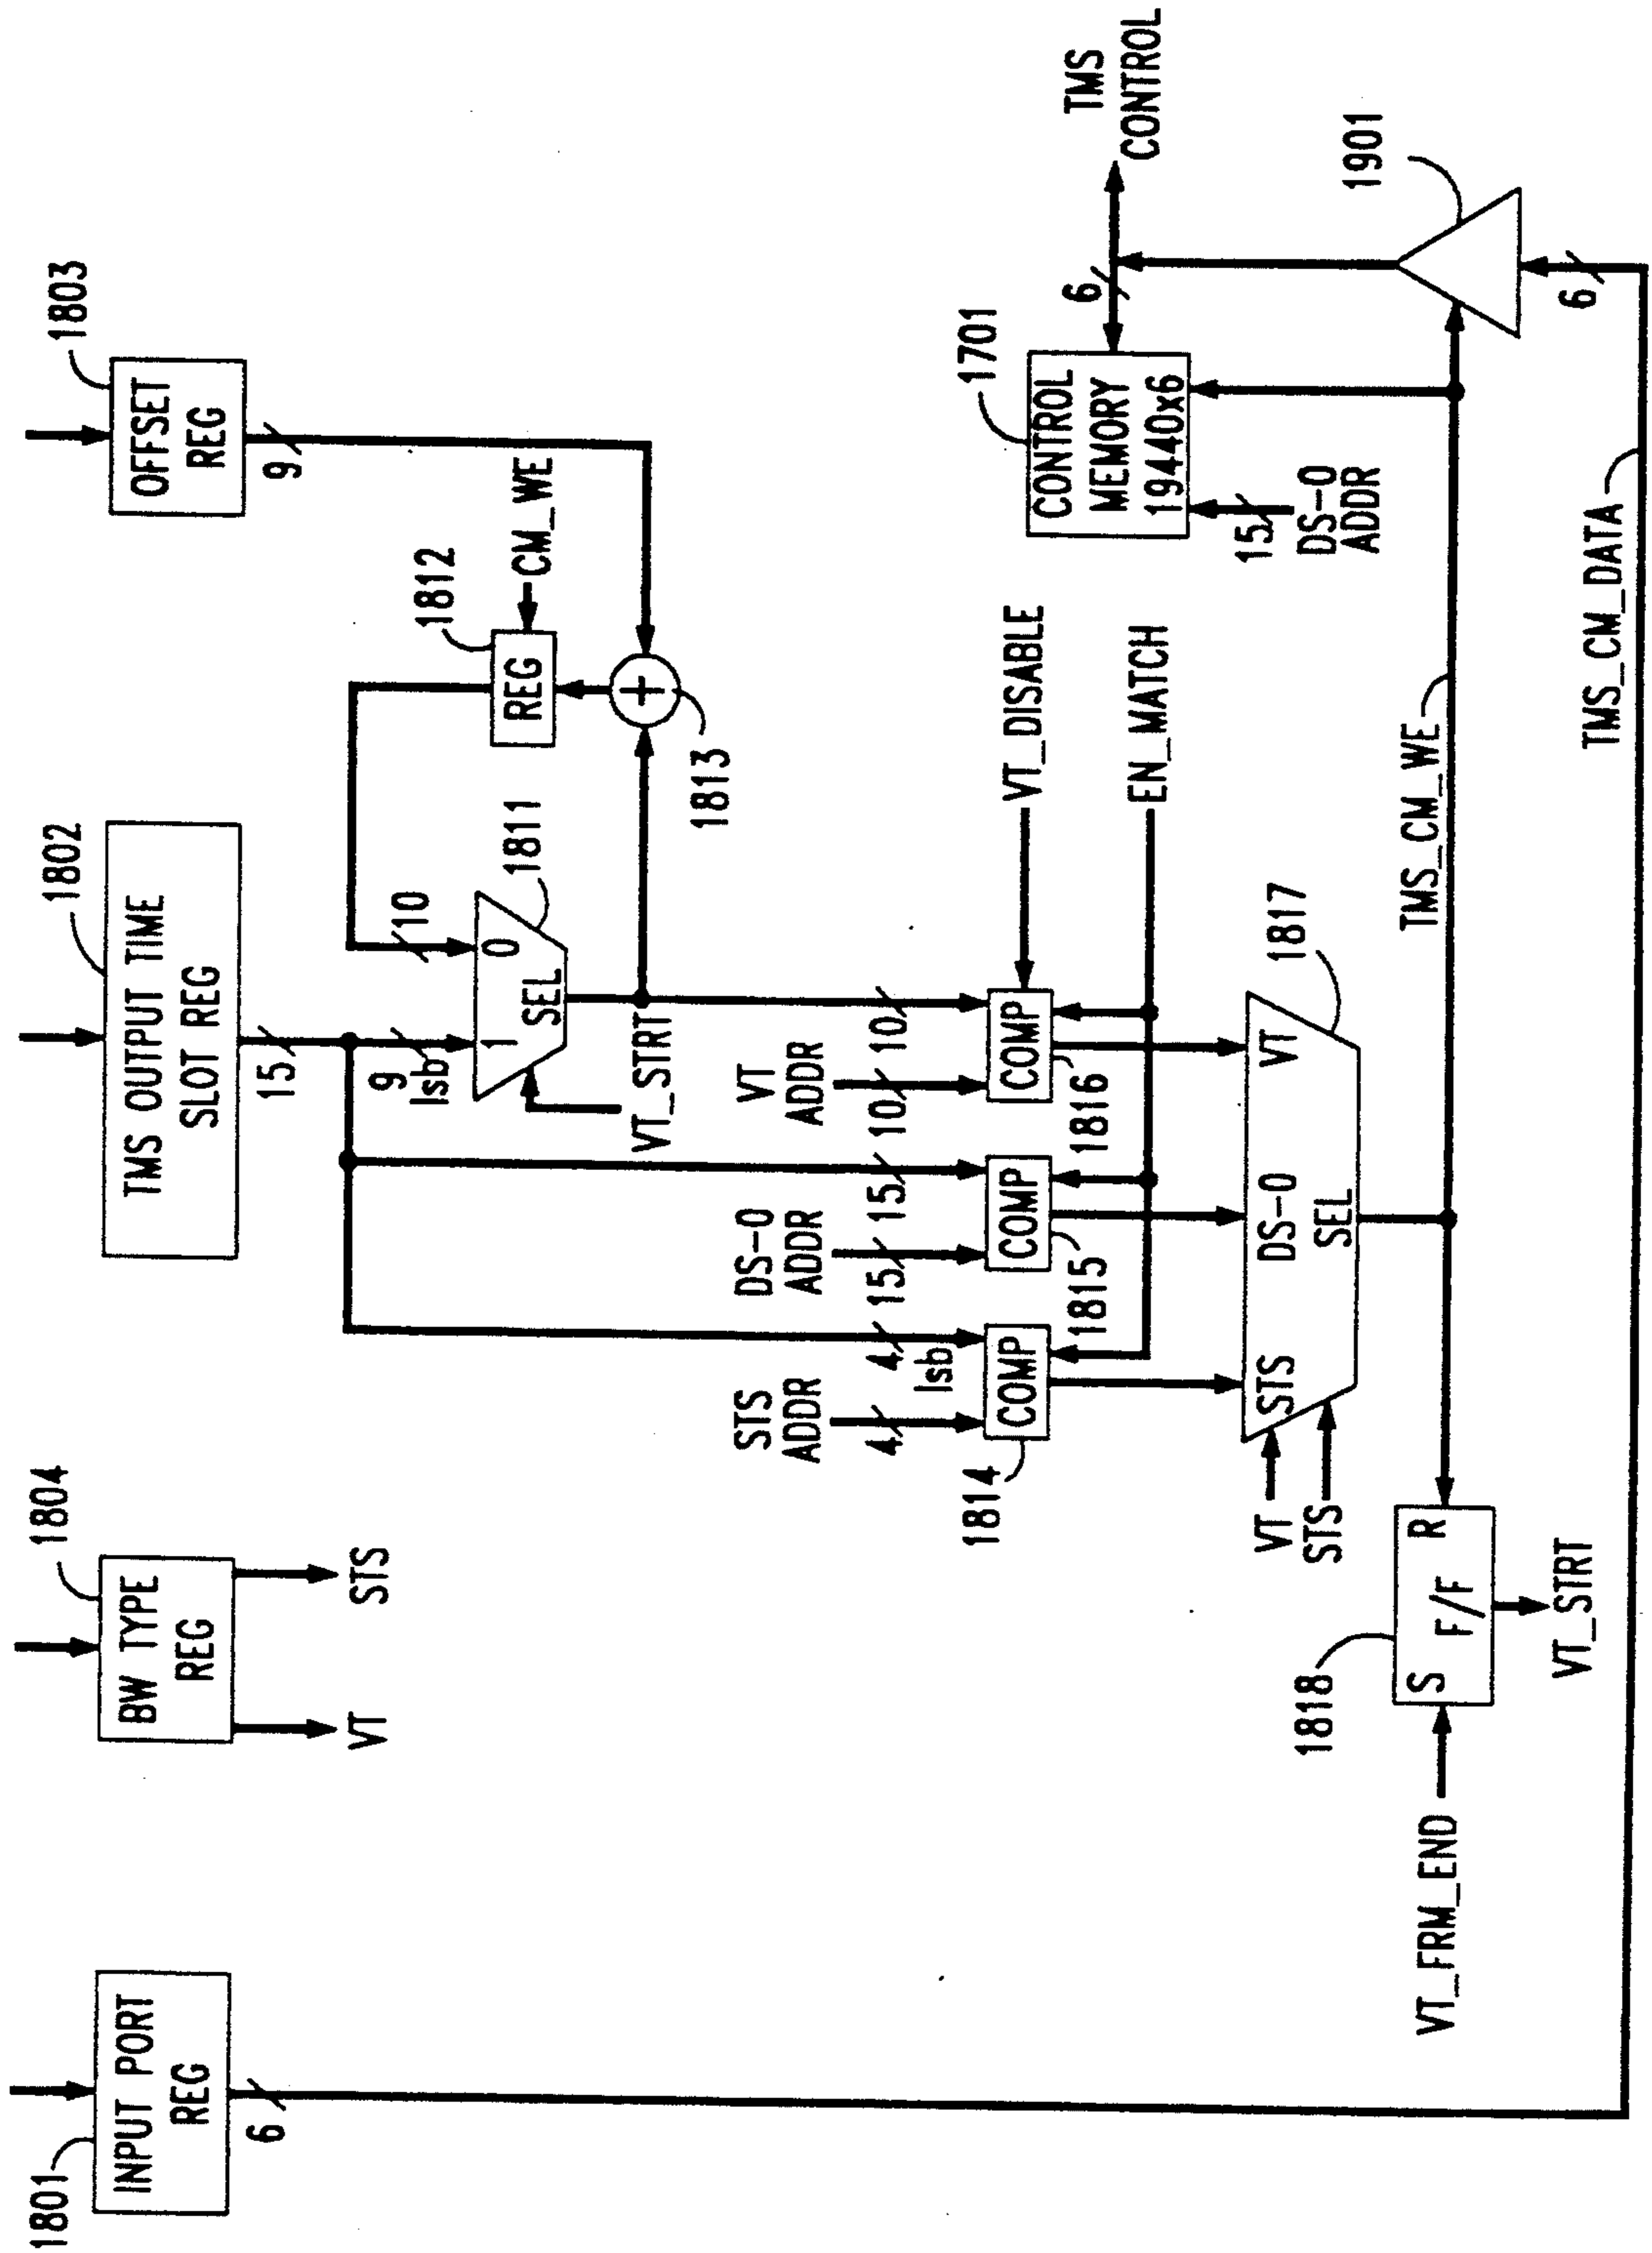 1801
INPUT PORT
REG
6
1804
BW TYPE
REG
VT
STS
1802
TMS OUTPUT TIME
SLOT REG
15
9
lsb
10
1
0
SEL
1811
VT_STRT
1803
OFFSET
REG
9
1812
REG
CM_WE
+
1813
STS
ADDR
4
4
lsb
DS-0
ADDR
15
15
VT
ADDR
10
10
COMP
1814
COMP
1815
COMP
1816
VT_DISABLE
EN_MATCH
STS
DS-0
VT
SEL
1817
VT
STS
VT_FRM_END
S
R
F/F
1818
VT_STRT
TMS_CM_WE
TMS_CM_DATA
1701
CONTROL
MEMORY
19440x6
15
DS-0
ADDR
6
TMS
CONTROL
1901
6